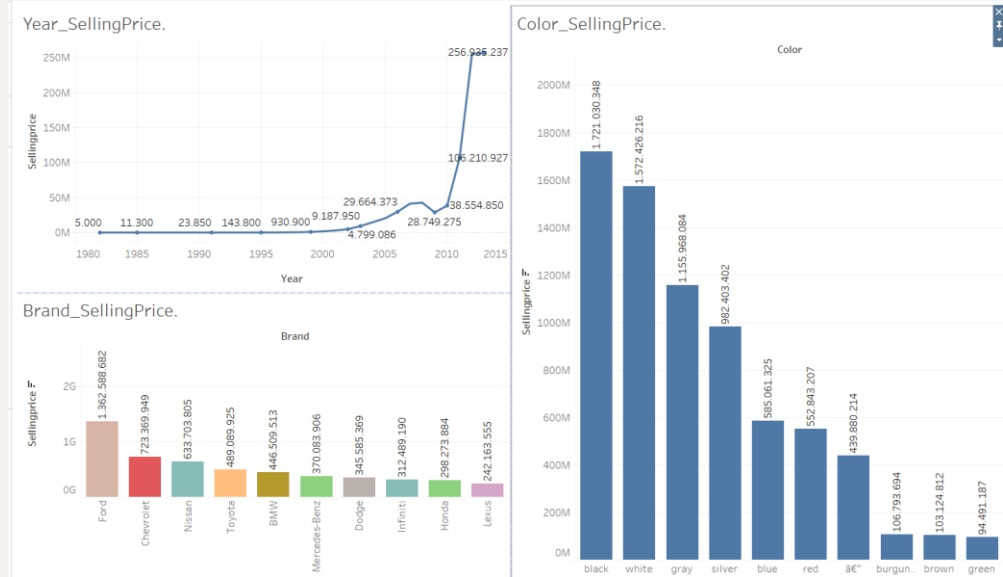 Year_SellingPrice.
Sellingprice
250M
200M
150M
100M
50M
0M
5.000
11.300
23.850
143.800
930.900
9.187.950
4.799.086
29.664.373
28.749.275
38.554.850
106.210.927
256.935.237
1980
1985
1990
1995
2000
2005
2010
2015
Year
Brand_SellingPrice.
Brand
Sellingprice
2G
1G
0G
1.362.588.682
723.369.949
633.703.805
489.089.925
446.509.513
370.083.906
345.585.369
312.489.190
298.273.884
242.163.555
Ford
Chevrolet
Nissan
Toyota
BMW
Mercedes-Benz
Dodge
Infiniti
Honda
Lexus
Color_SellingPrice.
Color
Sellingprice
2000M
1800M
1600M
1400M
1200M
1000M
800M
600M
400M
200M
0M
1.721.030.348
1.572.426.216
1.155.968.084
982.403.402
585.061.325
552.843.207
439.880.214
106.793.694
103.124.812
94.491.187
black
white
gray
silver
blue
red
â€”
burgun..
brown
green